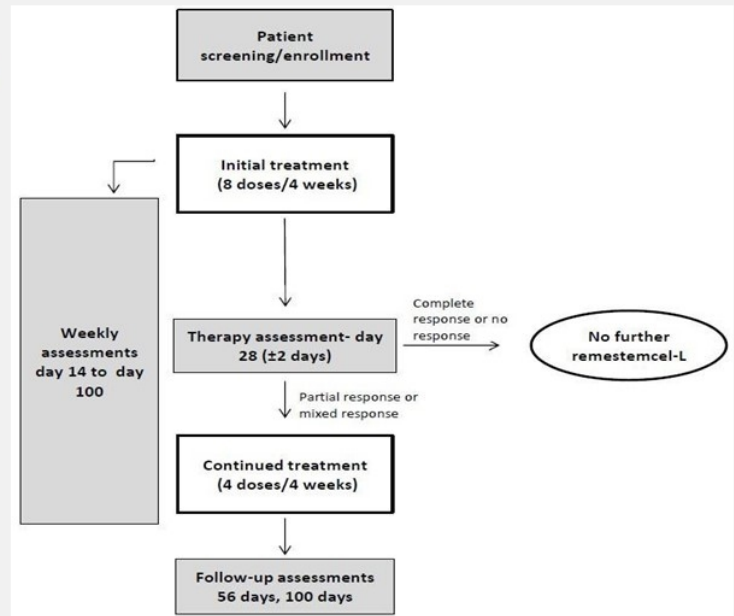 Patient
screening/enrollment
Initial treatment
(8 doses/4 weeks)
Weekly
assessments
day 14 to day
100
Therapy assessment- day
28 (±2 days)
Complete
response or no
response
No further
remestemcel-L
Partial response or
mixed response
Continued treatment
(4 doses/4 weeks)
Follow-up assessments
56 days, 100 days